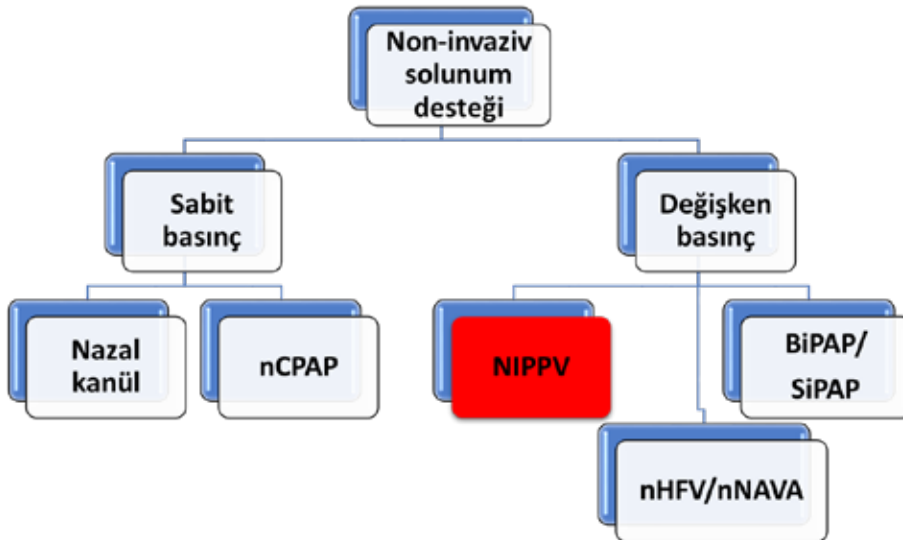 Non-invaziv
solunum
desteği
Sabit
basınç
Değişken
basınç
Nazal
kanül
nCPAP
NIPPV
BiPAP/
SiPAP
nHFV/nNAVA